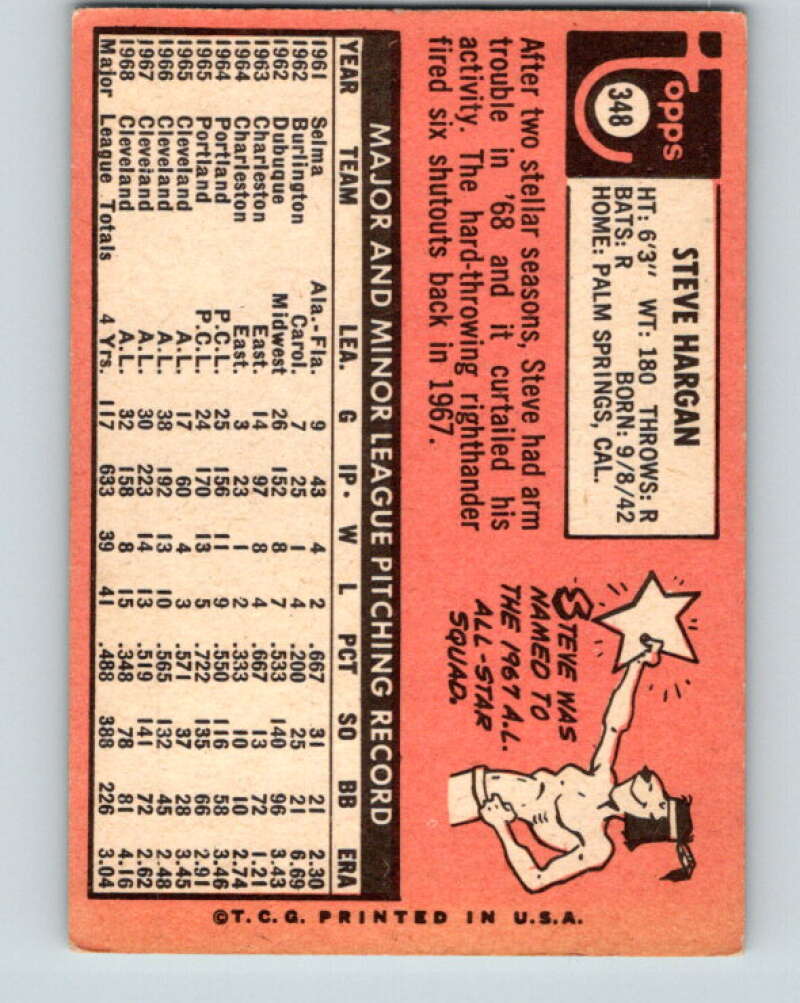 Topps
348
STEVE HARGAN
HT: 6'3" WT: 180 THROWS: R
BATS: R BORN: 9/8/42
HOME: PALM SPRINGS, CAL.
After two stellar seasons, Steve had arm
trouble in '68 and it curtailed his
activity. The hard-throwing righthander
fired six shutouts back in 1967.
STEVE WAS
NAMED TO
THE 1967 A.L.
ALL-STAR
SQUAD.
MAJOR AND MINOR LEAGUE PITCHING RECORD
YEAR TEAM LEA. G IP. W L PCT SO BB ERA
1961 Selma Ala.-Fla. 9 43 4 2 .667 31 21 2.30
1962 Burlington Carol. 7 25 1 4 .200 25 21 6.69
1962 Dubuque Midwest 26 152 8 7 .533 140 96 3.43
1963 Charleston East. 14 97 8 4 .667 13 72 1.21
1964 Charleston East. 3 23 1 2 .333 10 10 2.74
1964 Portland P.C.L. 25 156 11 9 .550 116 58 3.46
1965 Portland P.C.L. 24 170 13 5 .722 135 66 2.91
1965 Cleveland A.L. 17 60 4 3 .571 37 28 3.45
1966 Cleveland A.L. 38 192 13 10 .565 132 45 2.48
1967 Cleveland A.L. 30 223 14 13 .519 141 72 2.62
1968 Cleveland A.L. 32 158 8 15 .348 78 81 4.16
Major League Totals 4 Yrs. 117 633 39 41 .488 388 226 3.04
©T.C.G. PRINTED IN U.S.A.